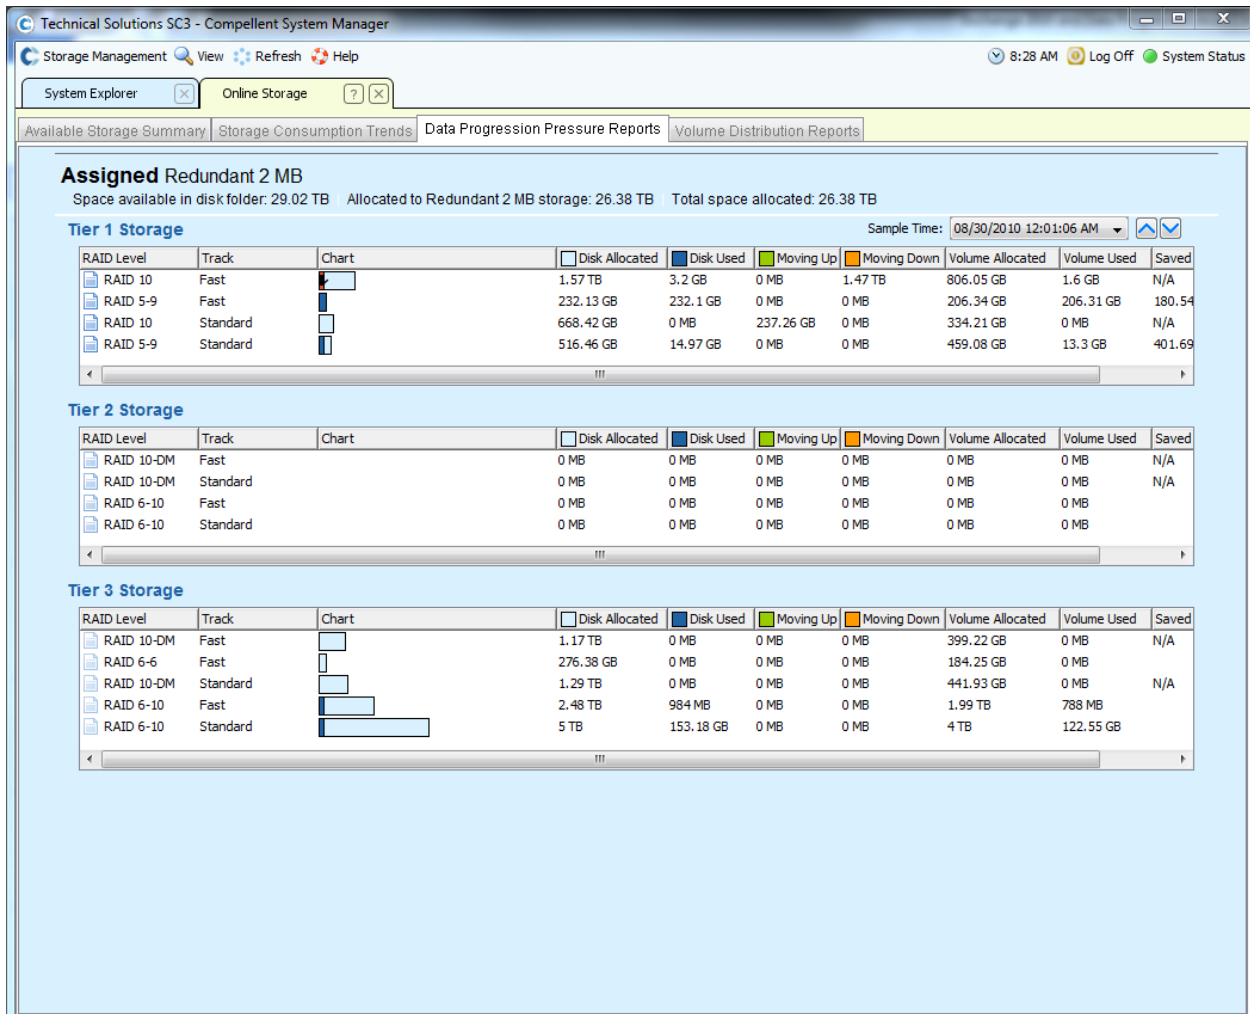 Technical Solutions SC3 - Compellent System Manager
Storage Management View Refresh Help 8:28 AM Log Off System Status
System Explorer Online Storage ?
Available Storage Summary Storage Consumption Trends Data Progression Pressure Reports Volume Distribution Reports
Assigned Redundant 2 MB
Space available in disk folder: 29.02 TB Allocated to Redundant 2 MB storage: 26.38 TB Total space allocated: 26.38 TB
Tier 1 Storage Sample Time: 08/30/2010 12:01:06 AM
RAID Level Track Chart Disk Allocated Disk Used Moving Up Moving Down Volume Allocated Volume Used Saved
RAID 10 Fast 1.57 TB 3.2 GB 0 MB 1.47 TB 806.05 GB 1.6 GB N/A
RAID 5-9 Fast 232.13 GB 232.1 GB 0 MB 0 MB 206.34 GB 206.31 GB 180.54
RAID 10 Standard 668.42 GB 0 MB 237.26 GB 0 MB 334.21 GB 0 MB N/A
RAID 5-9 Standard 516.46 GB 14.97 GB 0 MB 0 MB 459.08 GB 13.3 GB 401.69
Tier 2 Storage
RAID Level Track Chart Disk Allocated Disk Used Moving Up Moving Down Volume Allocated Volume Used Saved
RAID 10-DM Fast 0 MB 0 MB 0 MB 0 MB 0 MB 0 MB N/A
RAID 10-DM Standard 0 MB 0 MB 0 MB 0 MB 0 MB 0 MB N/A
RAID 6-10 Fast 0 MB 0 MB 0 MB 0 MB 0 MB 0 MB
RAID 6-10 Standard 0 MB 0 MB 0 MB 0 MB 0 MB 0 MB
Tier 3 Storage
RAID Level Track Chart Disk Allocated Disk Used Moving Up Moving Down Volume Allocated Volume Used Saved
RAID 10-DM Fast 1.17 TB 0 MB 0 MB 0 MB 399.22 GB 0 MB N/A
RAID 6-6 Fast 276.38 GB 0 MB 0 MB 0 MB 184.25 GB 0 MB
RAID 10-DM Standard 1.29 TB 0 MB 0 MB 0 MB 441.93 GB 0 MB N/A
RAID 6-10 Fast 2.48 TB 984 MB 0 MB 0 MB 1.99 TB 788 MB
RAID 6-10 Standard 5 TB 153.18 GB 0 MB 0 MB 4 TB 122.55 GB